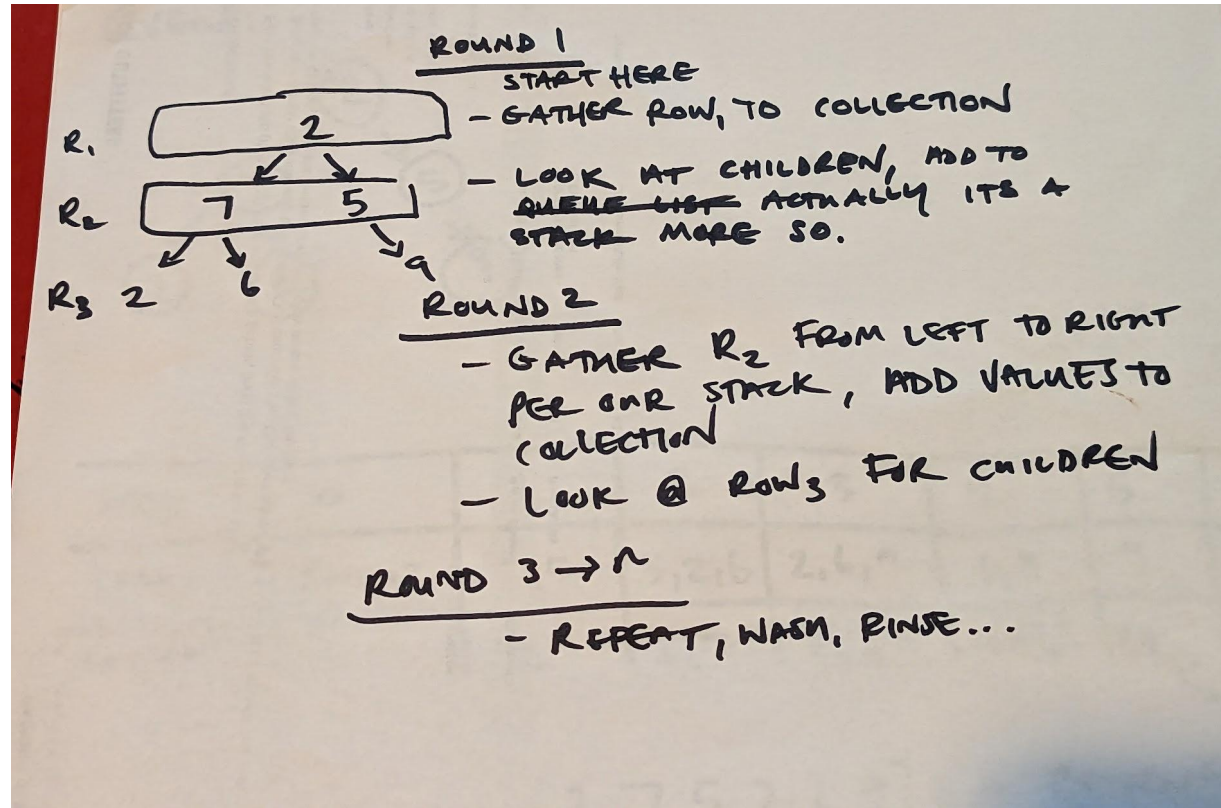 ROUND 1
START HERE
- GATHER ROW, TO COLLECTION
R1 2
- LOOK AT CHILDREN, ADD TO
R2 7 5
QUEUE LIST ACTUALLY ITS A
STACK MORE SO.
R3 2 6 9
ROUND 2
- GATHER R2 FROM LEFT TO RIGHT
PER OUR STACK, ADD VALUES TO
COLLECTION
- LOOK @ ROW3 FOR CHILDREN
ROUND 3 → n
- REPEAT, WASH, RINSE...